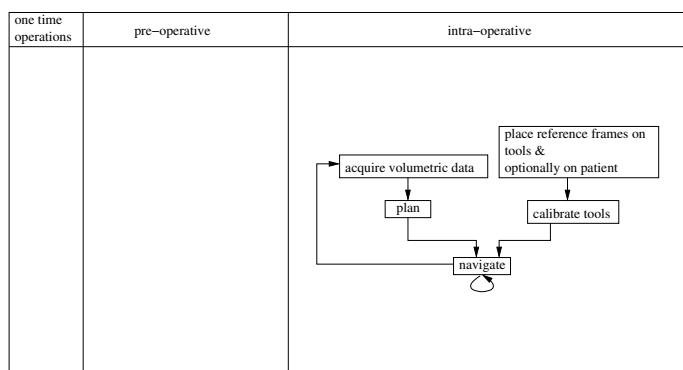 one time
operations
pre−operative
intra−operative
place reference frames on
tools &
optionally on patient
acquire volumetric data
plan
calibrate tools
navigate